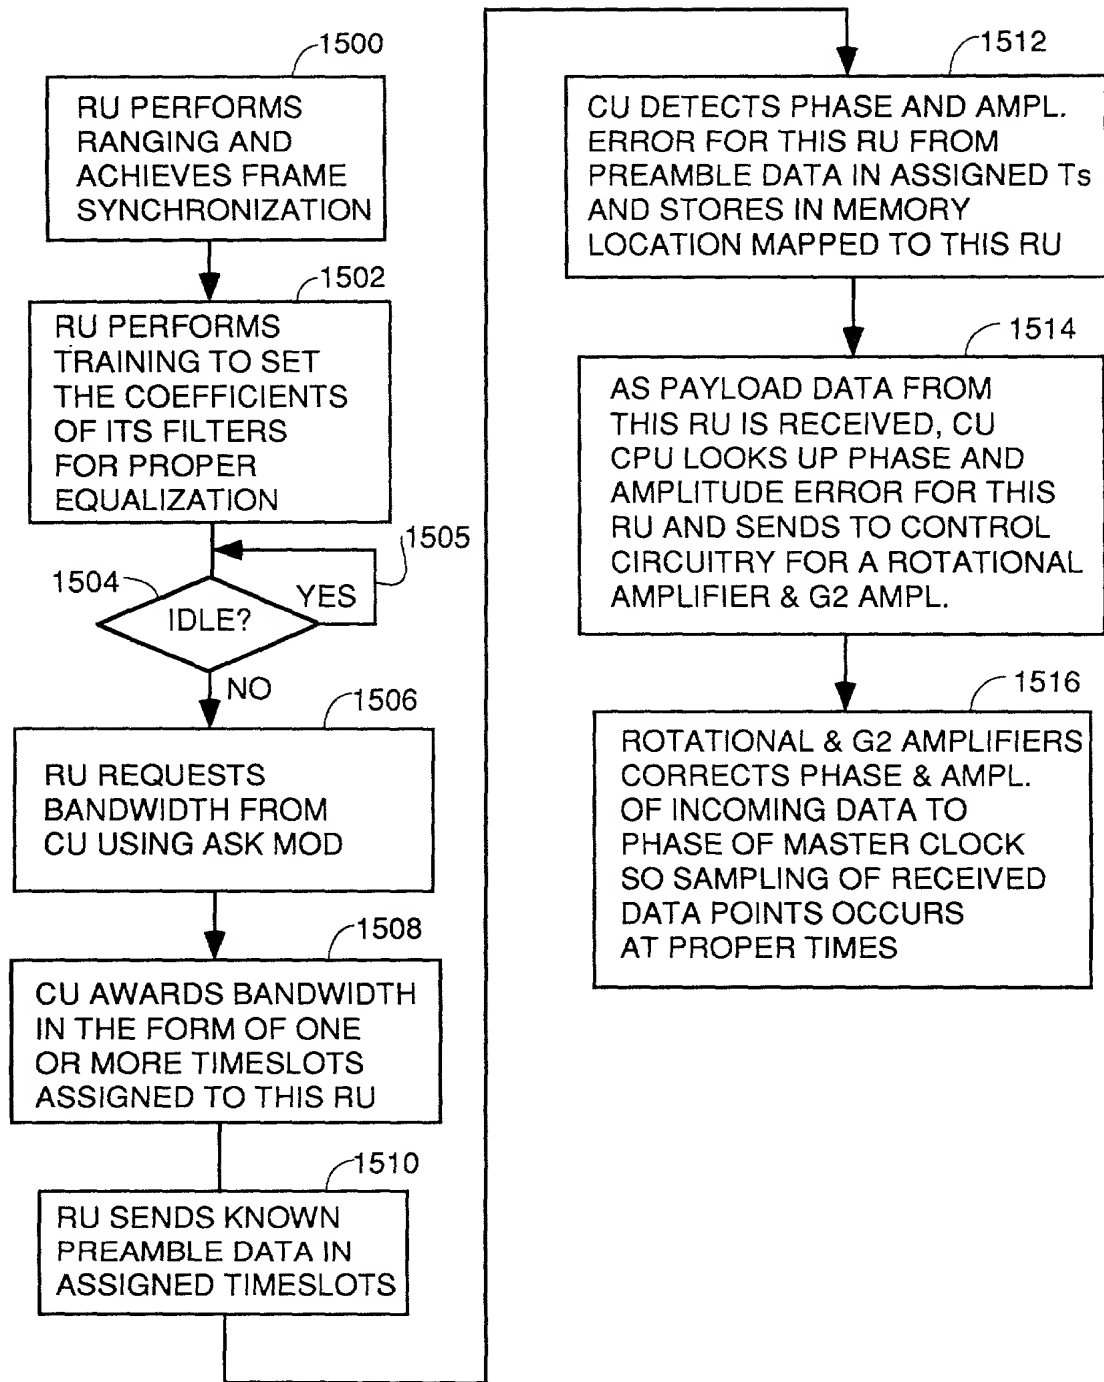 1500
RU PERFORMS
RANGING AND
ACHIEVES FRAME
SYNCHRONIZATION
1502
RU PERFORMS
TRAINING TO SET
THE COEFFICIENTS
OF ITS FILTERS
FOR PROPER
EQUALIZATION
1505
1504
YES
IDLE?
NO
1506
RU REQUESTS
BANDWIDTH FROM
CU USING ASK MOD
1508
CU AWARDS BANDWIDTH
IN THE FORM OF ONE
OR MORE TIMESLOTS
ASSIGNED TO THIS RU
1510
RU SENDS KNOWN
PREAMBLE DATA IN
ASSIGNED TIMESLOTS
1512
CU DETECTS PHASE AND AMPL.
ERROR FOR THIS RU FROM
PREAMBLE DATA IN ASSIGNED Ts
AND STORES IN MEMORY
LOCATION MAPPED TO THIS RU
1514
AS PAYLOAD DATA FROM
THIS RU IS RECEIVED, CU
CPU LOOKS UP PHASE AND
AMPLITUDE ERROR FOR THIS
RU AND SENDS TO CONTROL
CIRCUITRY FOR A ROTATIONAL
AMPLIFIER & G2 AMPL.
1516
ROTATIONAL & G2 AMPLIFIERS
CORRECTS PHASE & AMPL.
OF INCOMING DATA TO
PHASE OF MASTER CLOCK
SO SAMPLING OF RECEIVED
DATA POINTS OCCURS
AT PROPER TIMES